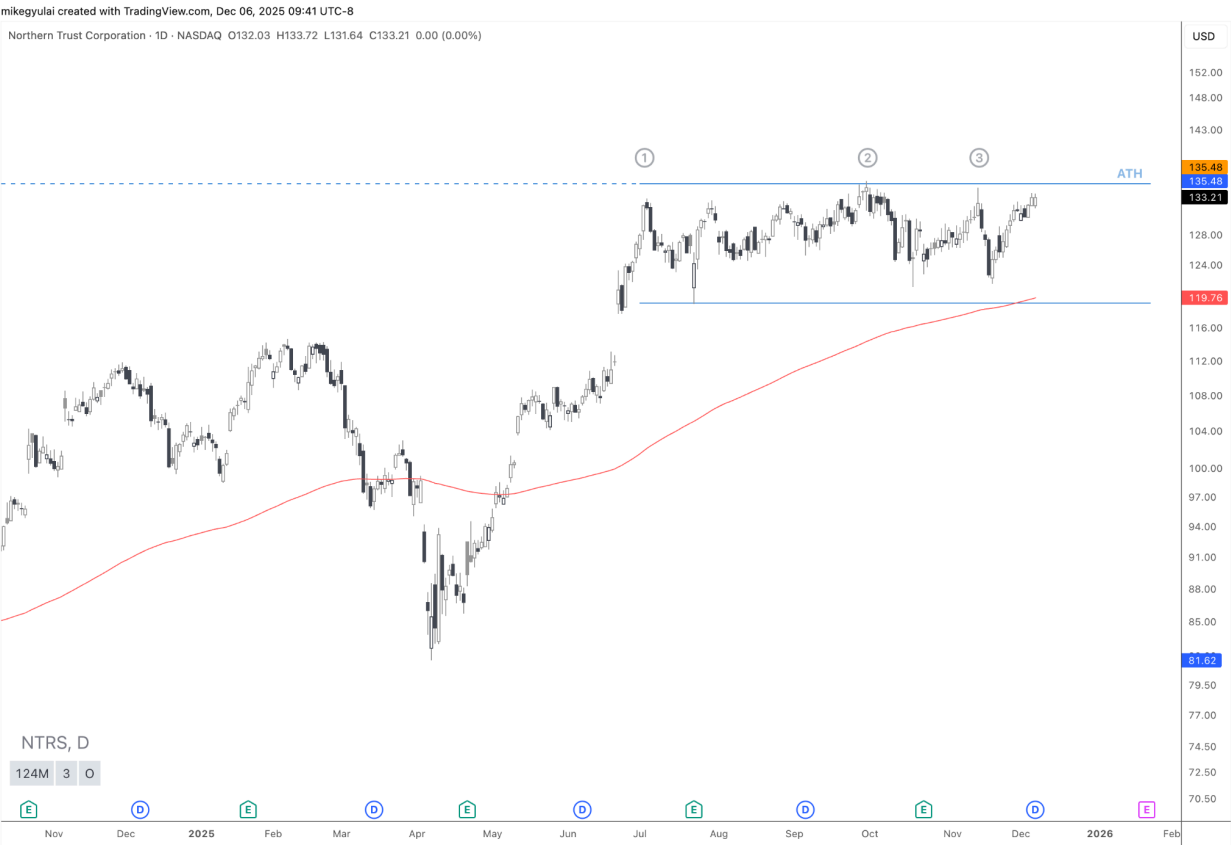 mikegyulai created with TradingView.com, Dec 06, 2025 09:41 UTC-8
Northern Trust Corporation · 1D · NASDAQ O132.03 H133.72 L131.64 C133.21 0.00 (0.00%)
USD
152.00
148.00
143.00
1 2 3
ATH
135.48
135.48
133.21
128.00
124.00
119.76
116.00
112.00
108.00
104.00
100.00
97.00
94.00
91.00
88.00
85.00
81.62
79.50
77.00
74.50
72.50
70.50
NTRS, D
124M 3 O
E D E D E D E D E D E
Nov Dec 2025 Feb Mar Apr May Jun Jul Aug Sep Oct Nov Dec 2026 Feb